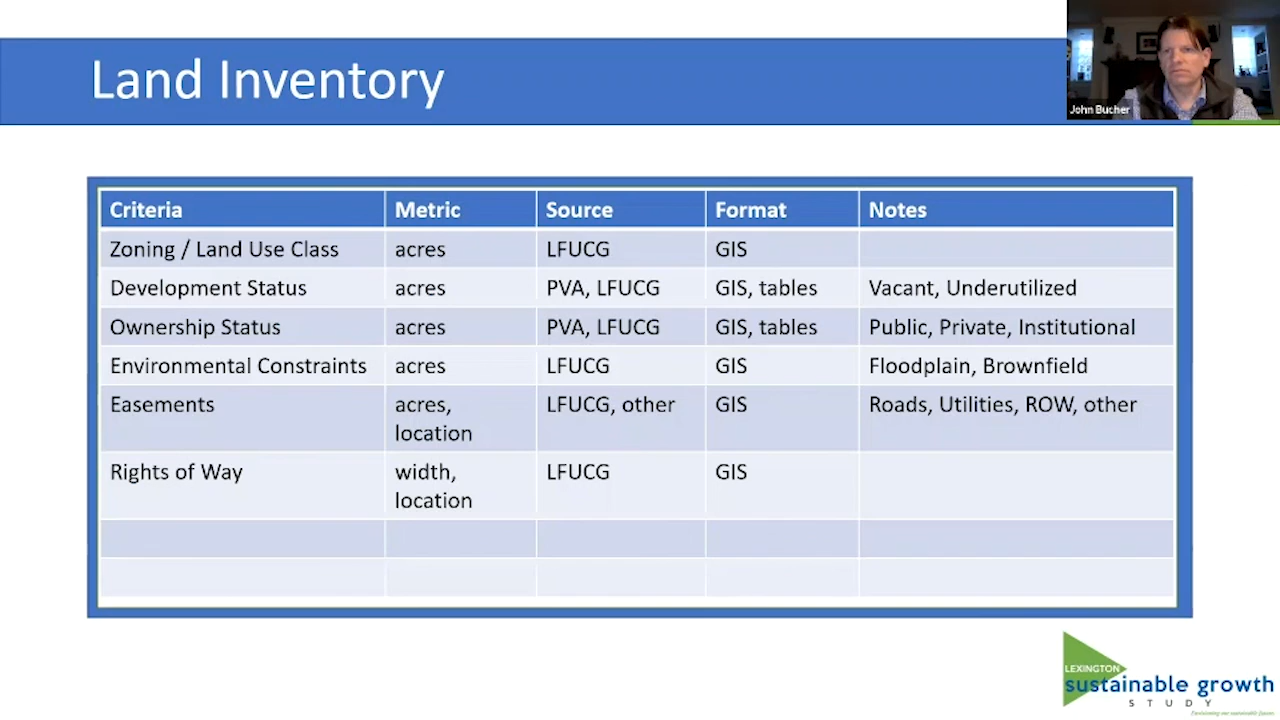 Land Inventory
John Bucher
Criteria Metric Source Format Notes
Zoning / Land Use Class acres LFUCG GIS
Development Status acres PVA, LFUCG GIS, tables Vacant, Underutilized
Ownership Status acres PVA, LFUCG GIS, tables Public, Private, Institutional
Environmental Constraints acres LFUCG GIS Floodplain, Brownfield
Easements acres, LFUCG, other GIS Roads, Utilities, ROW, other
location
Rights of Way width, LFUCG GIS
location
LEXINGTON
sustainable growth
STUDY